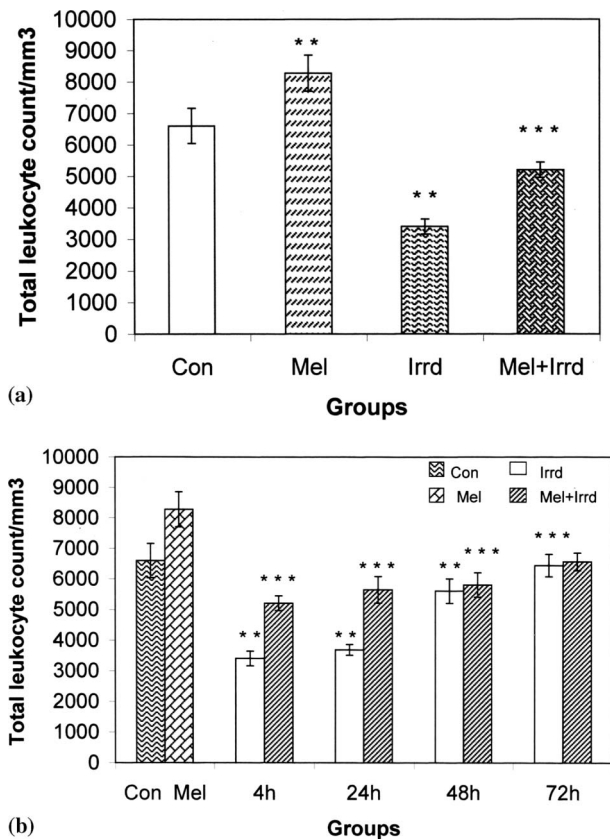 Total leukocyte count/mm3
10000
9000
8000
7000
6000
5000
4000
3000
2000
1000
0
* *
* *
* * *
Con Mel Irrd Mel+Irrd
(a)
Groups
Total leukocyte count/mm3
10000
9000
8000
7000
6000
5000
4000
3000
2000
1000
0
Con Irrd
Mel Mel+Irrd
* *
* * *
* *
* * *
* *
* * *
* * *
Con Mel 4h 24h 48h 72h
(b)
Groups